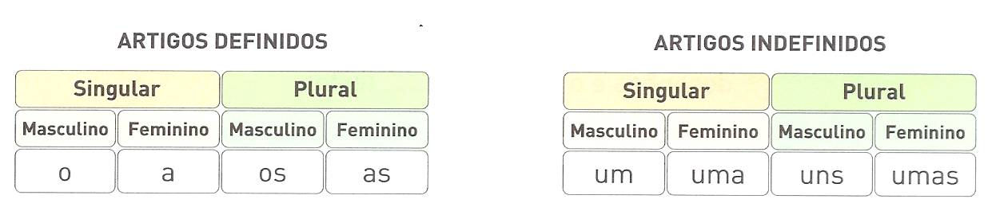 ARTIGOS DEFINIDOS
Singular Plural
Masculino Feminino Masculino Feminino
o a os as
ARTIGOS INDEFINIDOS
Singular Plural
Masculino Feminino Masculino Feminino
um uma uns umas